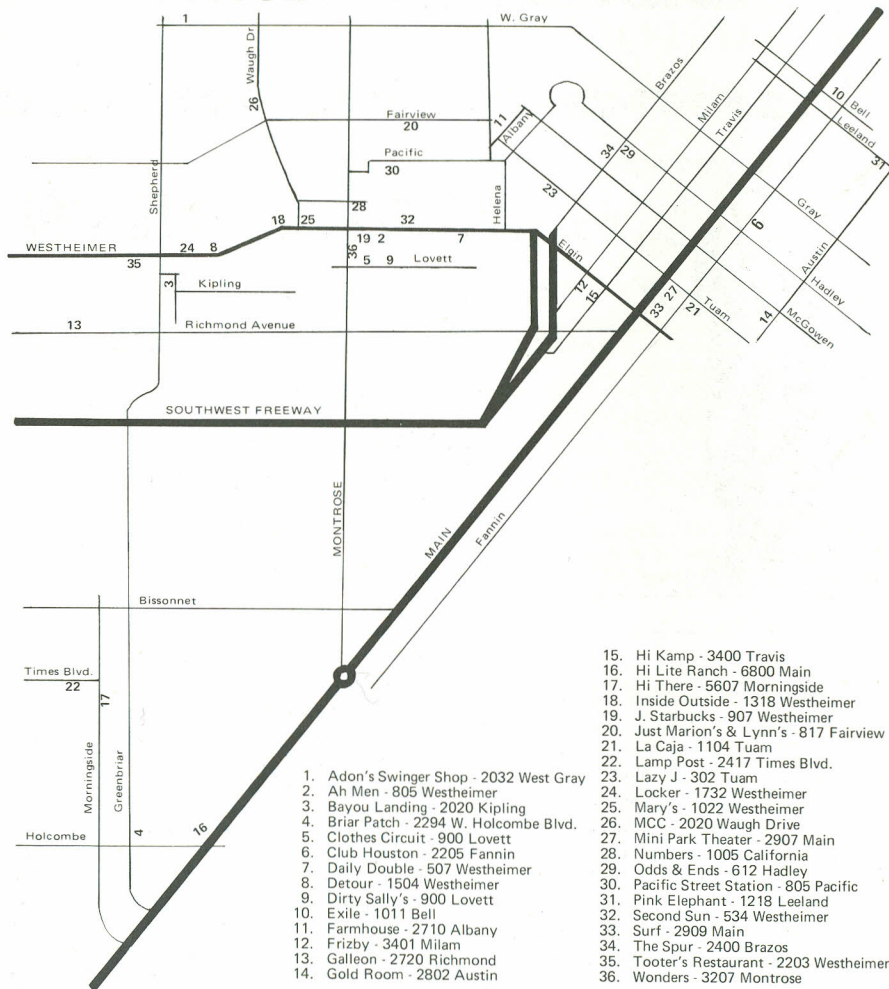 1
W. Gray
Waugh Dr.
26
Fairview
20
Pacific
30
11
Albany
Brazos
Milam
Travis
10
Bell
Leeland
31
34
29
23
Shepherd
28
Helena
18
25
32
WESTHEIMER
24
8
19
2
7
36
35
5
9
Lovett
3
Kipling
Elgin
12
15
6
Gray
Austin
Hadley
33
27
21
Tuam
14
McGowen
13
Richmond Avenue
SOUTHWEST FREEWAY
MONTROSE
MAIN
Fannin
Bissonnet
Times Blvd.
22
17
Morningside
Greenbriar
Holcombe
4
16
1. Adon's Swinger Shop - 2032 West Gray
2. Ah Men - 805 Westheimer
3. Bayou Landing - 2020 Kipling
4. Briar Patch - 2294 W. Holcombe Blvd.
5. Clothes Circuit - 900 Lovett
6. Club Houston - 2205 Fannin
7. Daily Double - 507 Westheimer
8. Detour - 1504 Westheimer
9. Dirty Sally's - 900 Lovett
10. Exile - 1011 Bell
11. Farmhouse - 2710 Albany
12. Frizby - 3401 Milam
13. Galleon - 2720 Richmond
14. Gold Room - 2802 Austin
15. Hi Kamp - 3400 Travis
16. Hi Lite Ranch - 6800 Main
17. Hi There - 5607 Morningside
18. Inside Outside - 1318 Westheimer
19. J. Starbucks - 907 Westheimer
20. Just Marion's & Lynn's - 817 Fairview
21. La Caja - 1104 Tuam
22. Lamp Post - 2417 Times Blvd.
23. Lazy J - 302 Tuam
24. Locker - 1732 Westheimer
25. Mary's - 1022 Westheimer
26. MCC - 2020 Waugh Drive
27. Mini Park Theater - 2907 Main
28. Numbers - 1005 California
29. Odds & Ends - 612 Hadley
30. Pacific Street Station - 805 Pacific
31. Pink Elephant - 1218 Leeland
32. Second Sun - 534 Westheimer
33. Surf - 2909 Main
34. The Spur - 2400 Brazos
35. Tooter's Restaurant - 2203 Westheimer
36. Wonders - 3207 Montrose